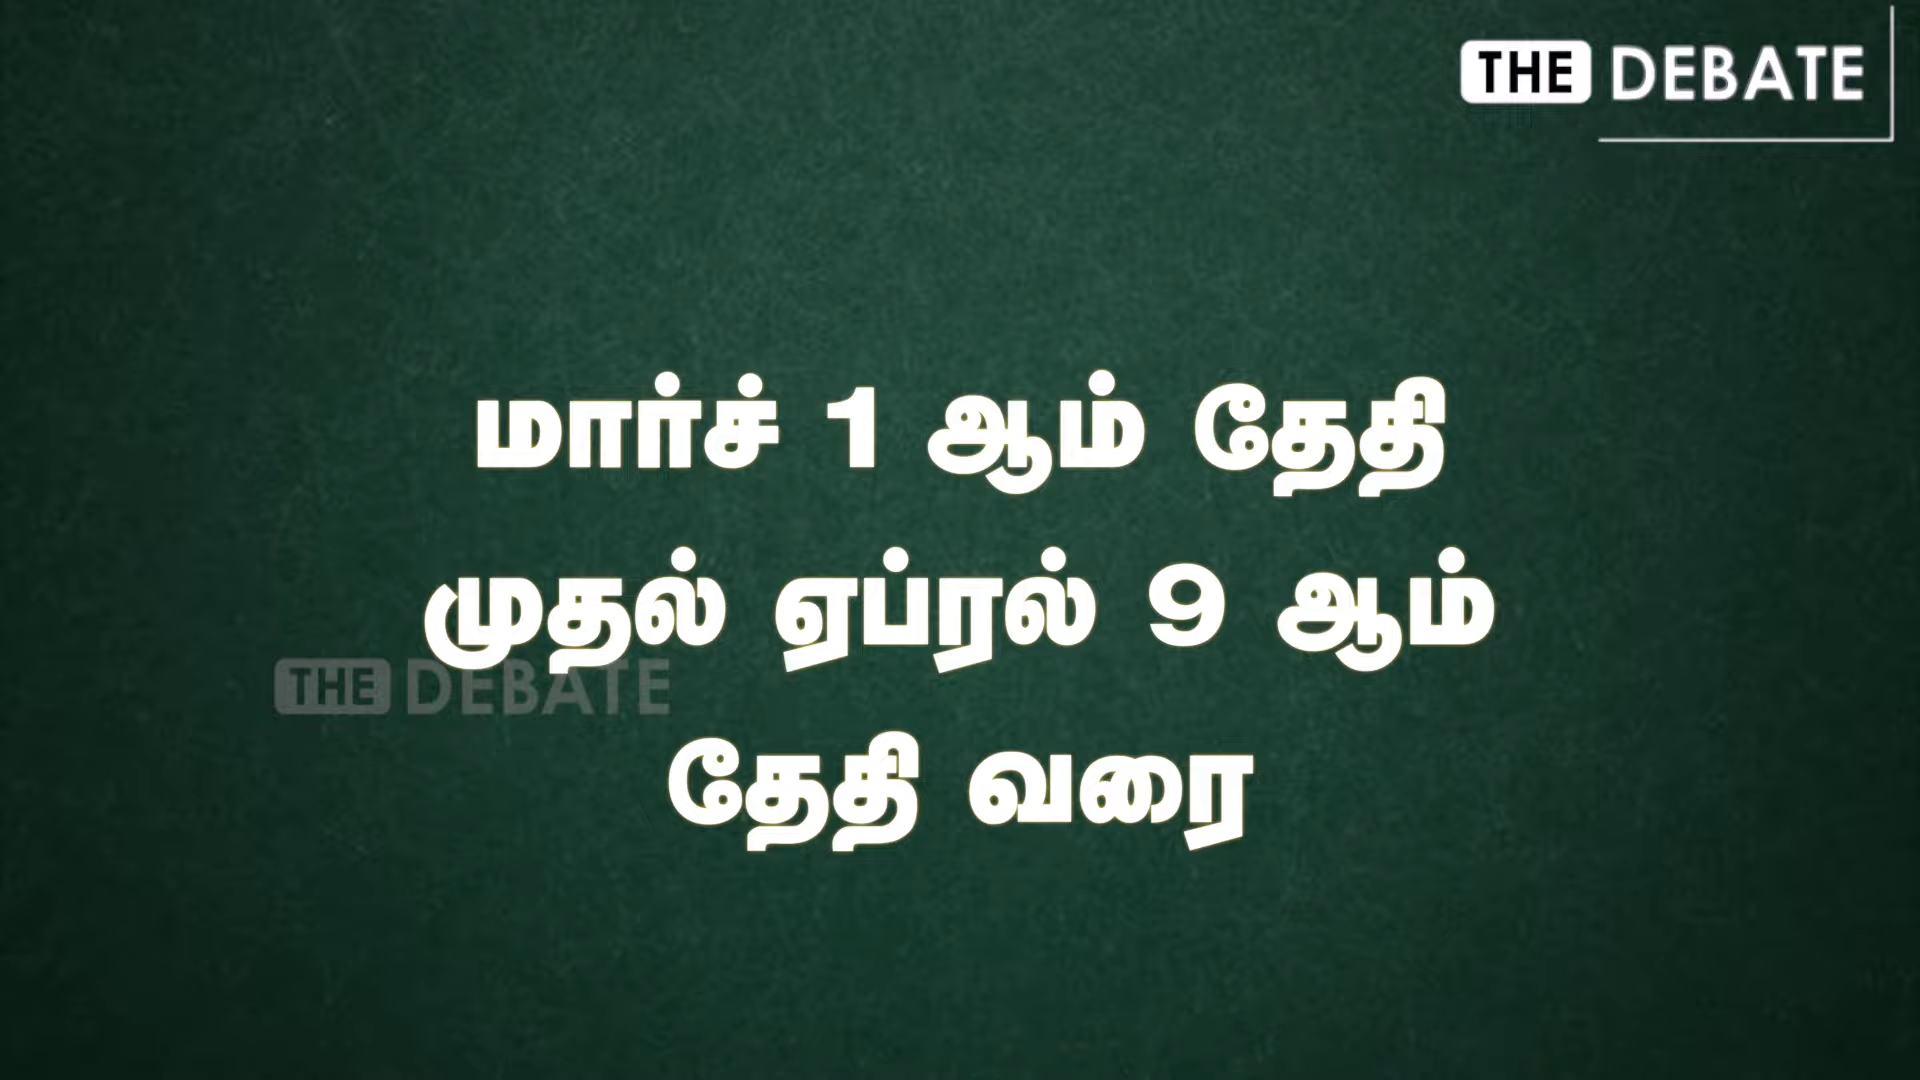 THE DEBATE
மார்ச் 1 ஆம் தேதி
முதல் ஏப்ரல் 9 ஆம்
THE DEBATE
தேதி வரை